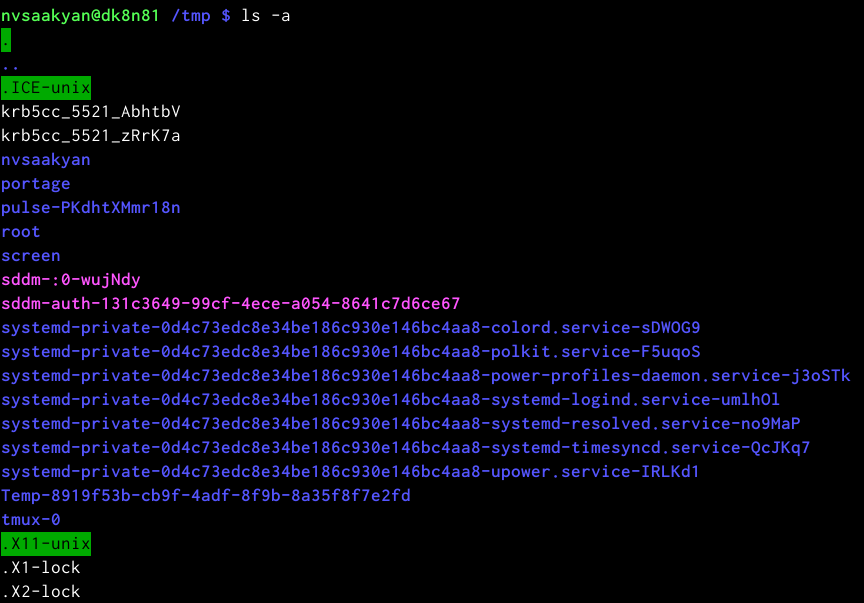 nvsaakyan@dk8n81 /tmp $ ls -a
.
..
.ICE-unix
krb5cc_5521_AbhtbV
krb5cc_5521_zRrK7a
nvsaakyan
portage
pulse-PKdhtXMmr18n
root
screen
sddm-:0-wujNdy
sddm-auth-131c3649-99cf-4ece-a054-8641c7d6ce67
systemd-private-0d4c73edc8e34be186c930e146bc4aa8-colord.service-sDWOG9
systemd-private-0d4c73edc8e34be186c930e146bc4aa8-polkit.service-F5uqoS
systemd-private-0d4c73edc8e34be186c930e146bc4aa8-power-profiles-daemon.service-j3oSTk
systemd-private-0d4c73edc8e34be186c930e146bc4aa8-systemd-logind.service-umlhOl
systemd-private-0d4c73edc8e34be186c930e146bc4aa8-systemd-resolved.service-no9MaP
systemd-private-0d4c73edc8e34be186c930e146bc4aa8-systemd-timesyncd.service-QcJKq7
systemd-private-0d4c73edc8e34be186c930e146bc4aa8-upower.service-IRLKd1
Temp-8919f53b-cb9f-4adf-8f9b-8a35f8f7e2fd
tmux-0
.X11-unix
.X1-lock
.X2-lock